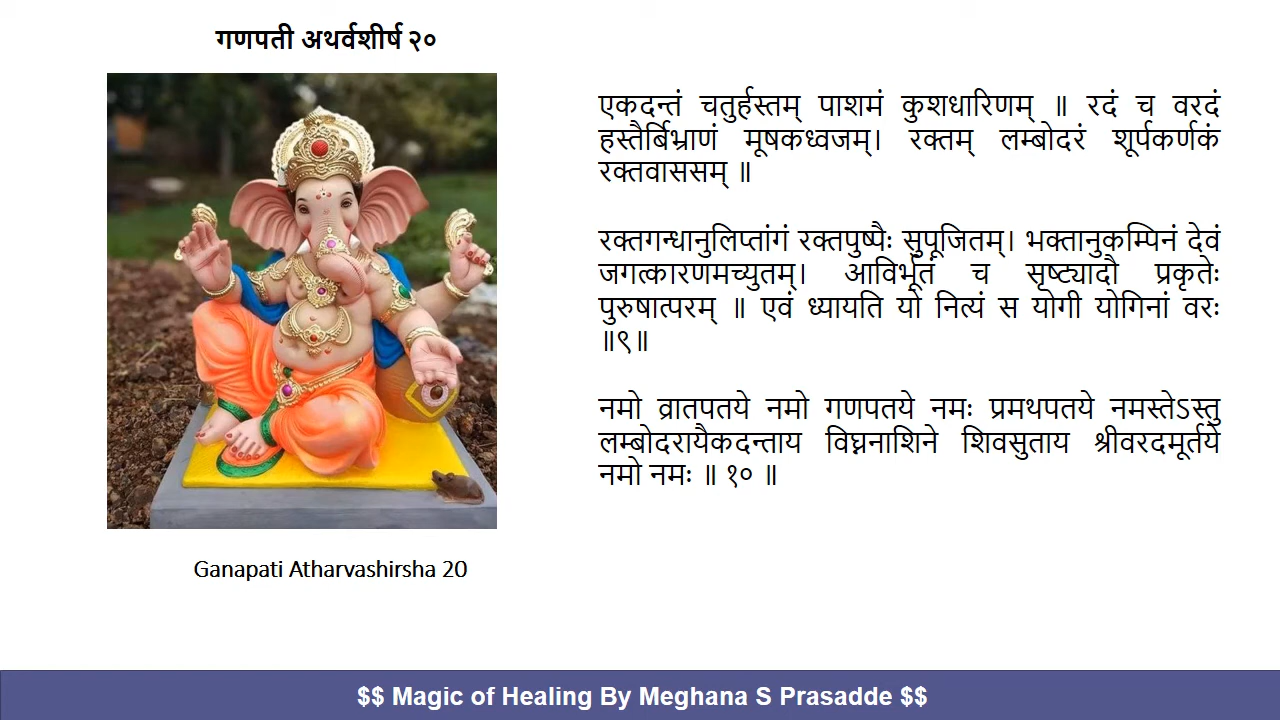 गणपती अथर्वशीर्ष २०
एकदन्तं चतुर्हस्तम् पाशमं कुशधारिणम् ॥ रदं च वरदं
हस्तैर्बिभ्राणं मूषकध्वजम्। रक्तम् लम्बोदरं शूर्पकर्णकं
रक्तवाससम् ॥
रक्तगन्धानुलिप्तांगं रक्तपुष्पैः सुपूजितम्। भक्तानुकम्पिनं देवं
जगत्कारणमच्युतम्। आविर्भूतं च सृष्ट्यादौ प्रकृतेः
पुरुषात्परम् ॥ एवं ध्यायति यो नित्यं स योगी योगिनां वरः
॥९॥
नमो व्रातपतये नमो गणपतये नमः प्रमथपतये नमस्तेऽस्तु
लम्बोदरायैकदन्ताय विघ्ननाशिने शिवसुताय श्रीवरदमूर्तये
नमो नमः ॥ १० ॥
Ganapati Atharvashirsha 20
$$ Magic of Healing By Meghana S Prasadde $$